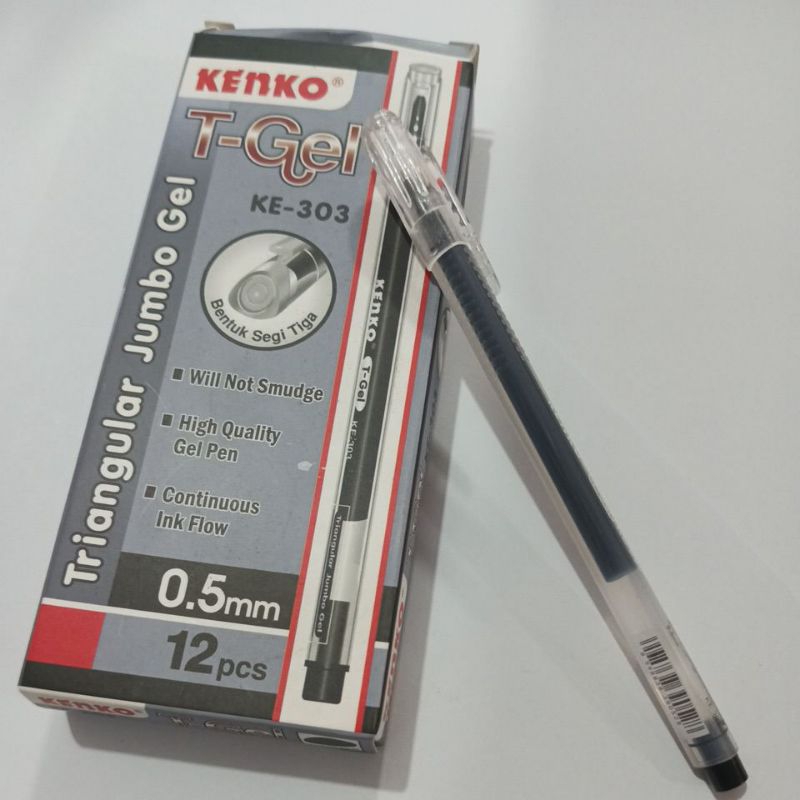 KENKO®
T-Gel
KE-303
Triangular Jumbo Gel
Bentuk Segi Tiga
Will Not Smudge
High Quality
Gel Pen
Continuous
Ink Flow
0.5mm
12pcs
KENKO T-Gel KE-303
Triangular Jumbo Gel
KENKO
T-Gel